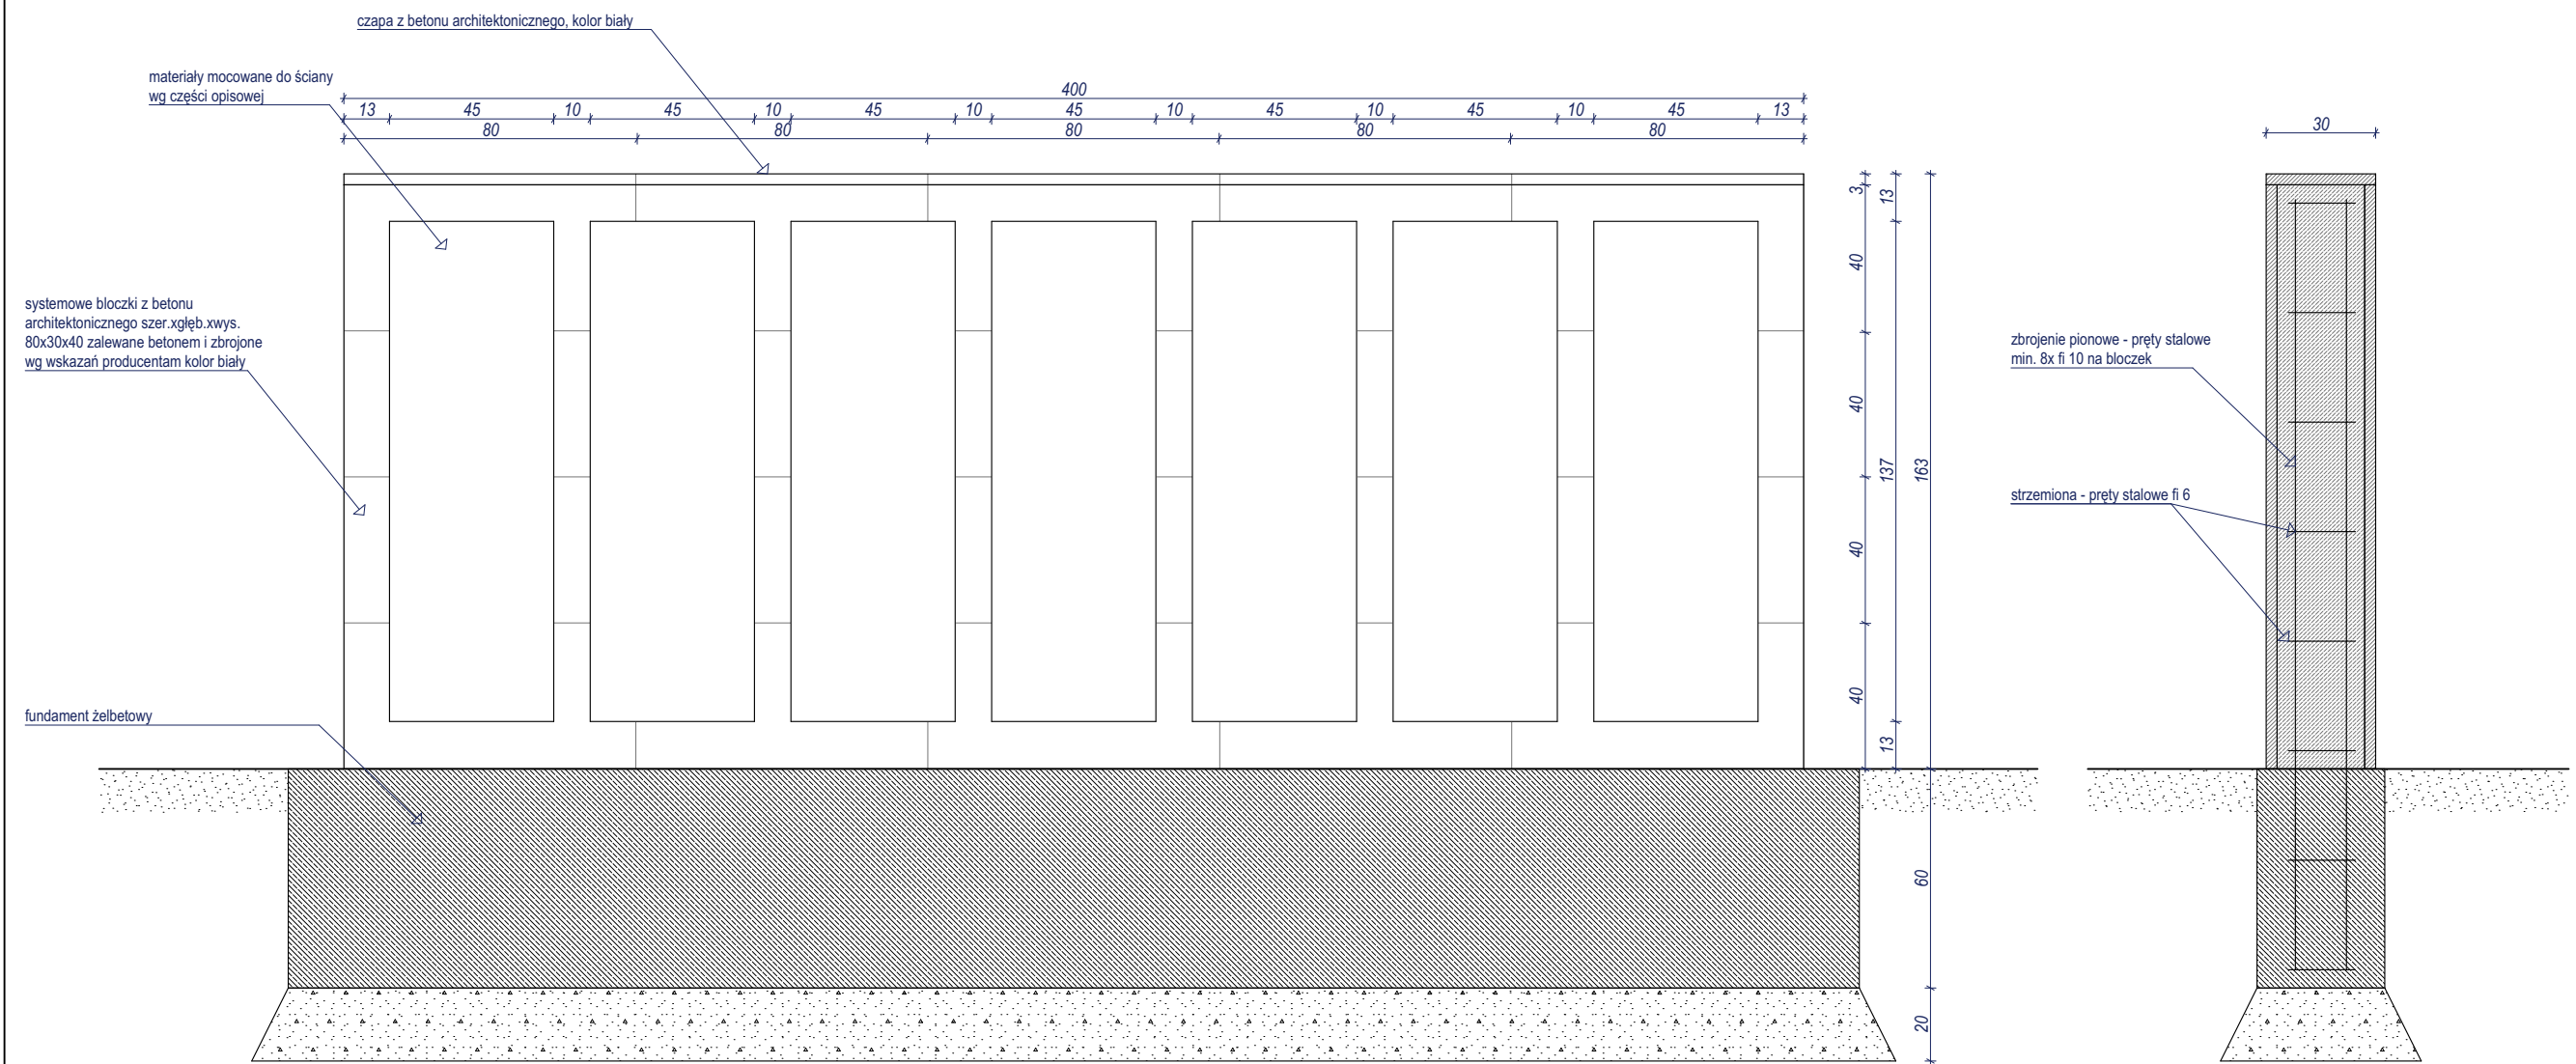 czapa z betonu architektonicznego, kolor biały
materiały mocowane do ściany
wg części opisowej
400
13 45 10 45 10 45 10 45 10 45 10 45 10 45 13
80 80 80 80 80
30
3
13
40
systemowe bloczki z betonu
architektonicznego szer.xgłęb.xwys.
80x30x40 zalewane betonem i zbrojone
wg wskazań producentam kolor biały
zbrojenie pionowe - pręty stalowe
min. 8x fi 10 na bloczek
40
137
163
strzemiona - pręty stalowe fi 6
40
40
fundament żelbetowy
13
60
20